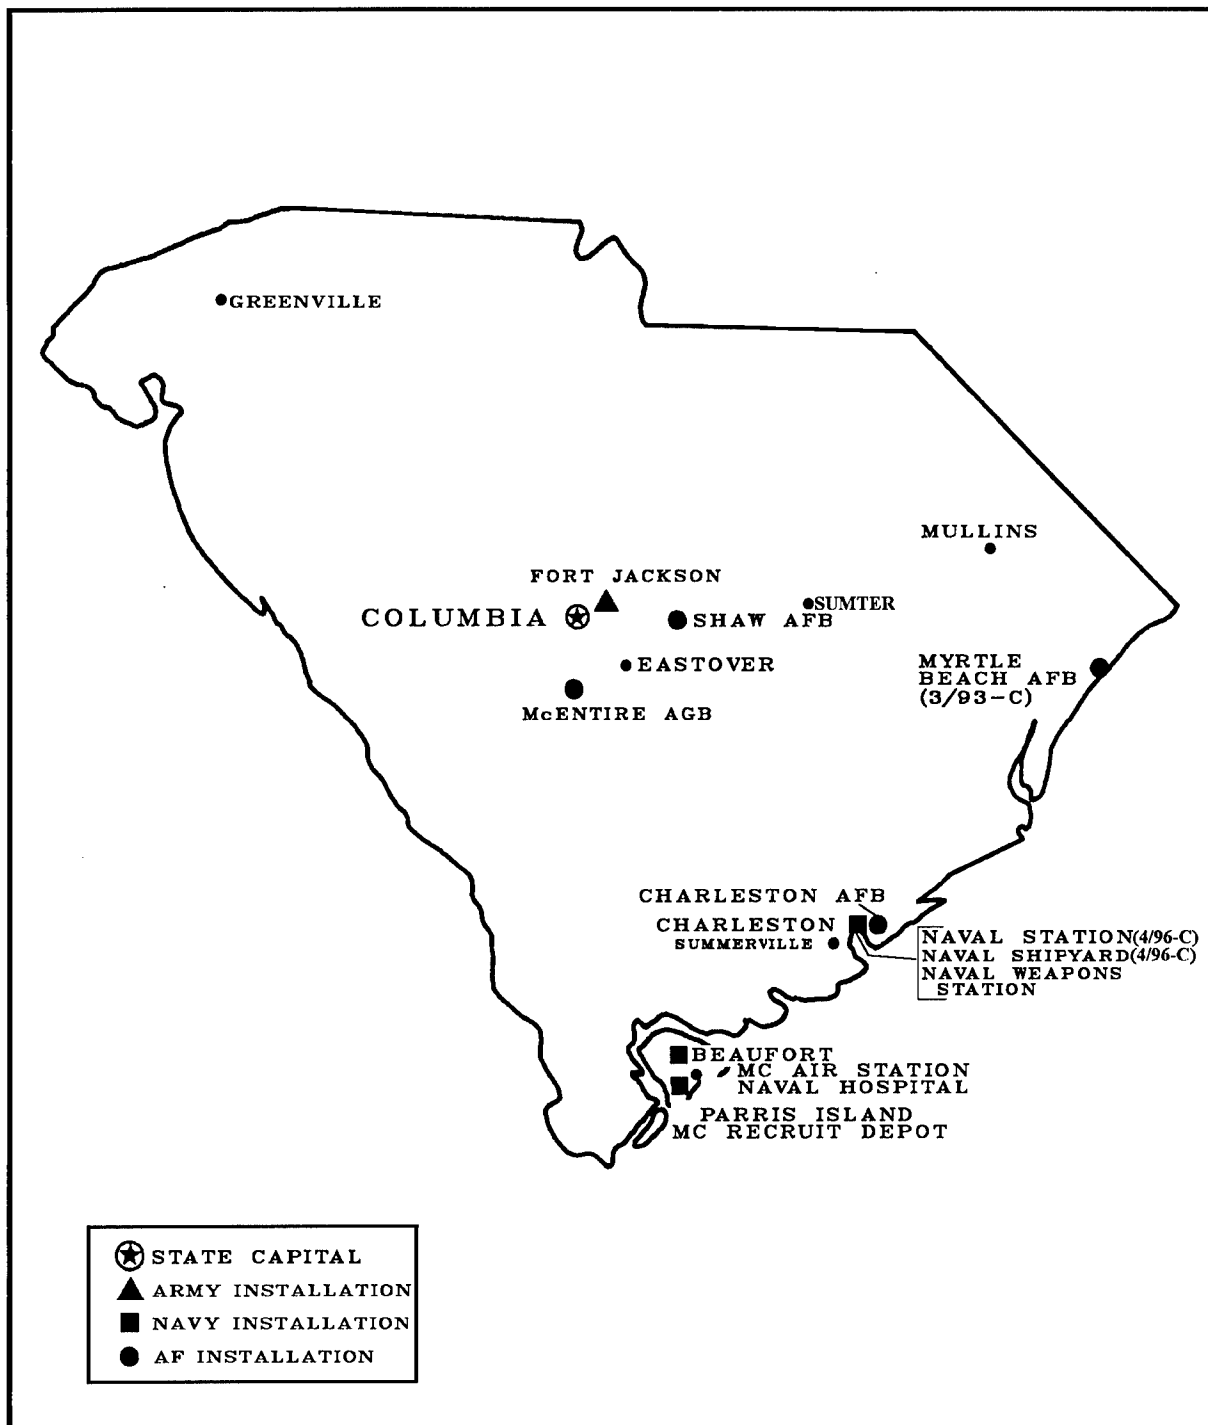 GREENVILLE
MULLINS
FORT JACKSON
COLUMBIA
SUMTER
SHAW AFB
EASTOVER
MYRTLE
BEACH AFB
(3/93-C)
McENTIRE AGB
CHARLESTON AFB
CHARLESTON
SUMMERVILLE
NAVAL STATION(4/96-C)
NAVAL SHIPYARD(4/96-C)
NAVAL WEAPONS
STATION
BEAUFORT
MC AIR STATION
NAVAL HOSPITAL
PARRIS ISLAND
MC RECRUIT DEPOT
STATE CAPITAL
ARMY INSTALLATION
NAVY INSTALLATION
AF INSTALLATION